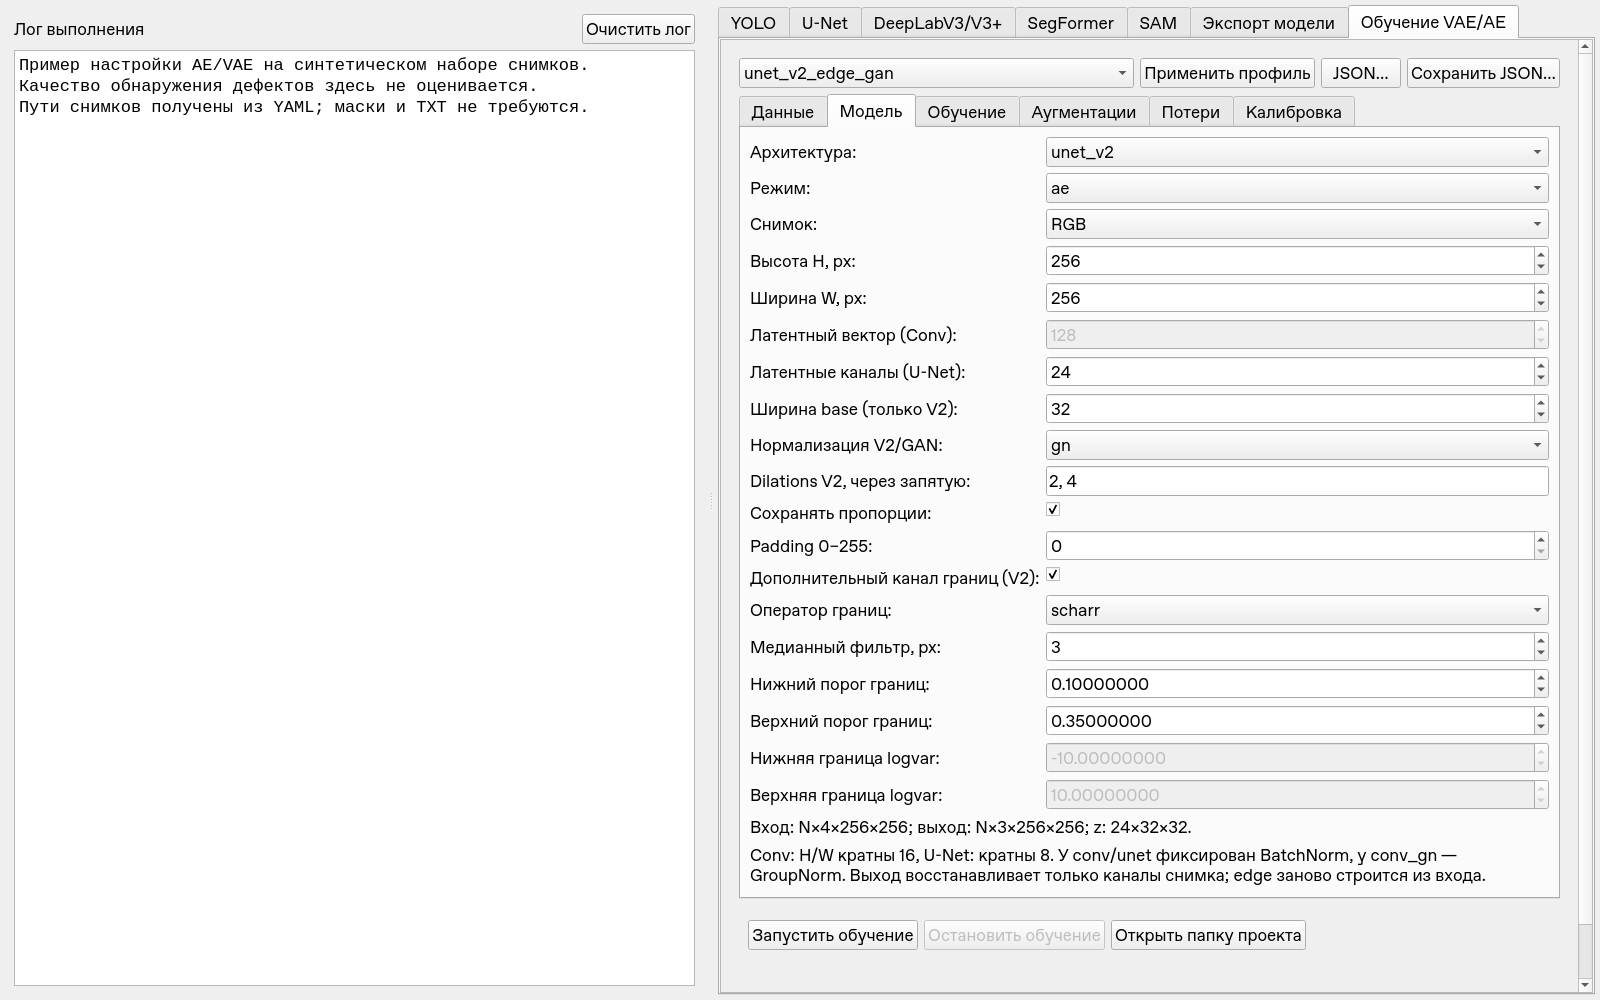 Лог выполнения
Очистить лог
Пример настройки AE/VAE на синтетическом наборе снимков.
Качество обнаружения дефектов здесь не оценивается.
Пути снимков получены из YAML; маски и TXT не требуются.
YOLO U-Net DeepLabV3/V3+ SegFormer SAM Экспорт модели Обучение VAE/AE
unet_v2_edge_gan Применить профиль JSON... Сохранить JSON...
Данные Модель Обучение Аугментации Потери Калибровка
Архитектура: unet_v2
Режим: ae
Снимок: RGB
Высота H, px: 256
Ширина W, px: 256
Латентный вектор (Conv): 128
Латентные каналы (U-Net): 24
Ширина base (только V2): 32
Нормализация V2/GAN: gn
Dilations V2, через запятую: 2, 4
Сохранять пропорции:
Padding 0–255: 0
Дополнительный канал границ (V2):
Оператор границ: scharr
Медианный фильтр, px: 3
Нижний порог границ: 0.10000000
Верхний порог границ: 0.35000000
Нижняя граница logvar: -10.00000000
Верхняя граница logvar: 10.00000000
Вход: N×4×256×256; выход: N×3×256×256; z: 24×32×32.
Conv: H/W кратны 16, U-Net: кратны 8. У conv/unet фиксирован BatchNorm, у conv_gn —
GroupNorm. Выход восстанавливает только каналы снимка; edge заново строится из входа.
Запустить обучение Остановить обучение Открыть папку проекта